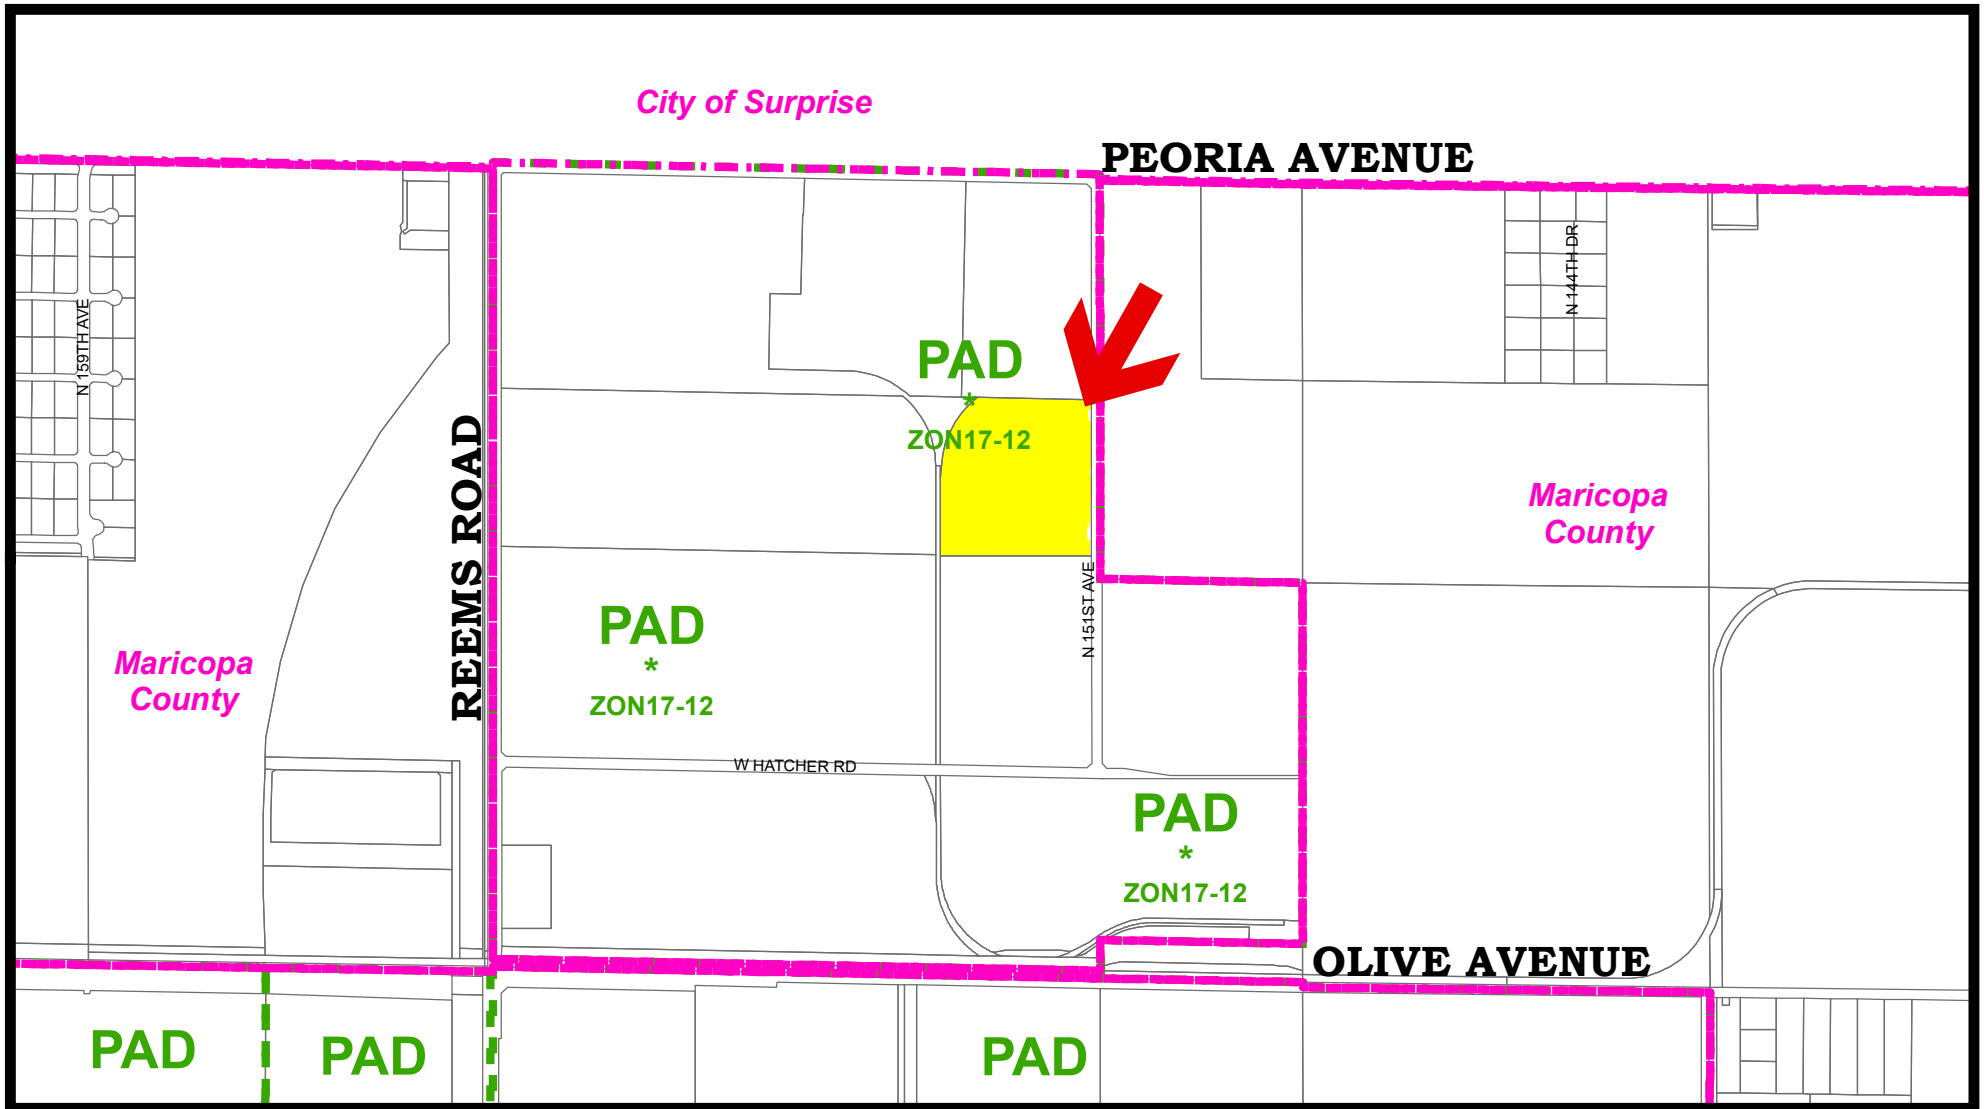 City of Surprise
PEORIA AVENUE
N 144TH DR
N 159TH AVE
PAD
*
ZON17-12
REEMS ROAD
Maricopa
County
N 151ST AVE
PAD
*
ZON17-12
Maricopa
County
W HATCHER RD
PAD
*
ZON17-12
OLIVE AVENUE
PAD
PAD
PAD